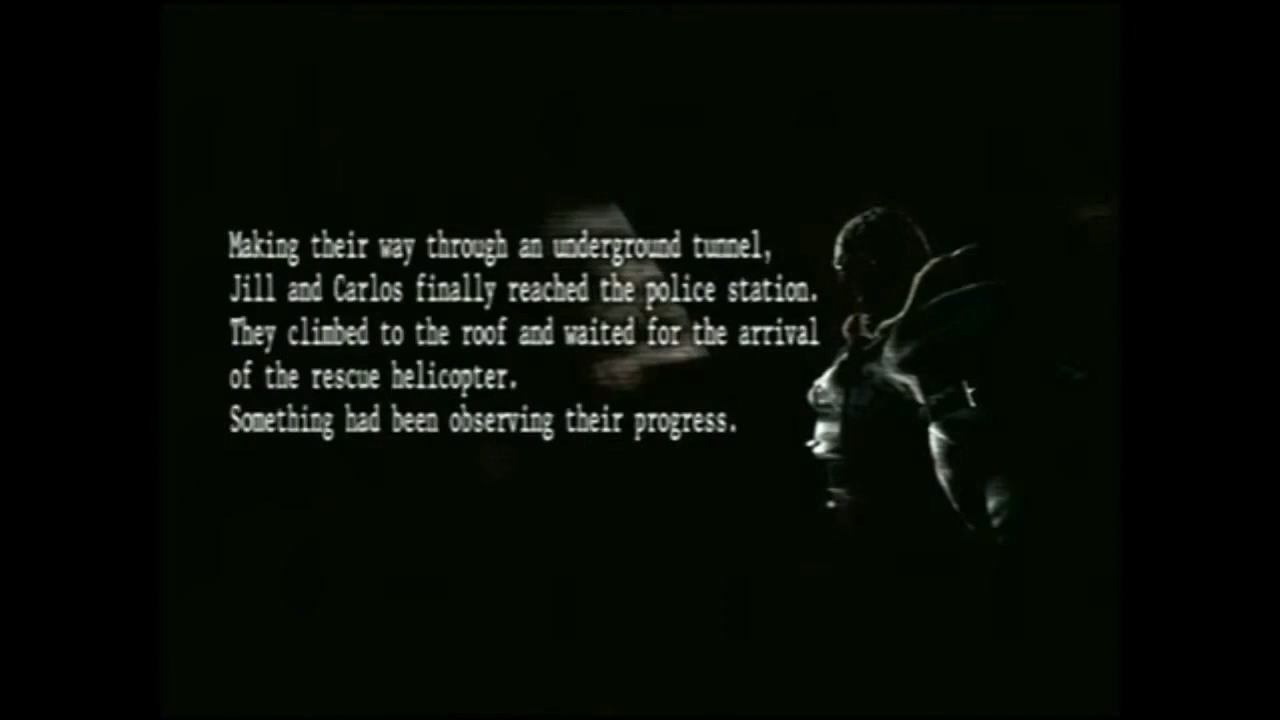 Making their way through an underground tunnel,
Jill and Carlos finally reached the police station.
They climbed to the roof and waited for the arrival
of the rescue helicopter.
Something had been observing their progress.